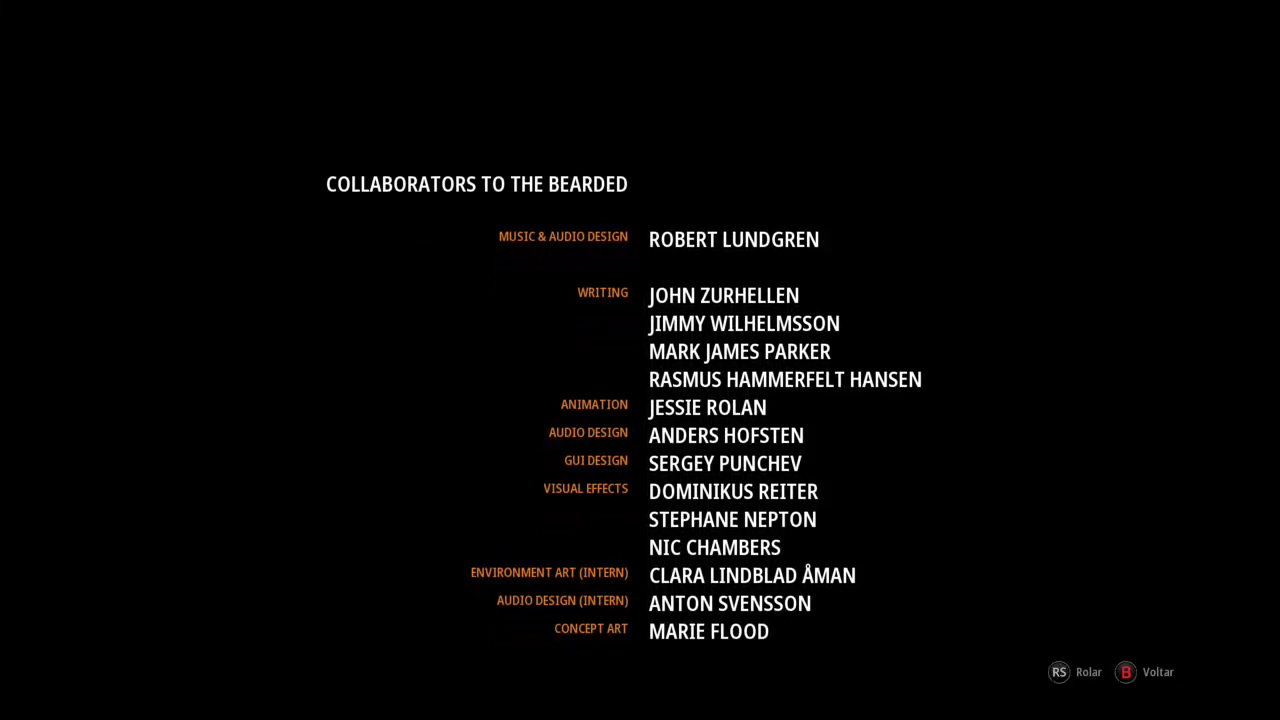 COLLABORATORS TO THE BEARDED
MUSIC & AUDIO DESIGN ROBERT LUNDGREN
WRITING JOHN ZURHELLEN
JIMMY WILHELMSSON
MARK JAMES PARKER
RASMUS HAMMERFELT HANSEN
ANIMATION JESSIE ROLAN
AUDIO DESIGN ANDERS HOFSTEN
GUI DESIGN SERGEY PUNCHEV
VISUAL EFFECTS DOMINIKUS REITER
STEPHANE NEPTON
NIC CHAMBERS
ENVIRONMENT ART (INTERN) CLARA LINDBLAD ÅMAN
AUDIO DESIGN (INTERN) ANTON SVENSSON
CONCEPT ART MARIE FLOOD
RS Rolar B Voltar